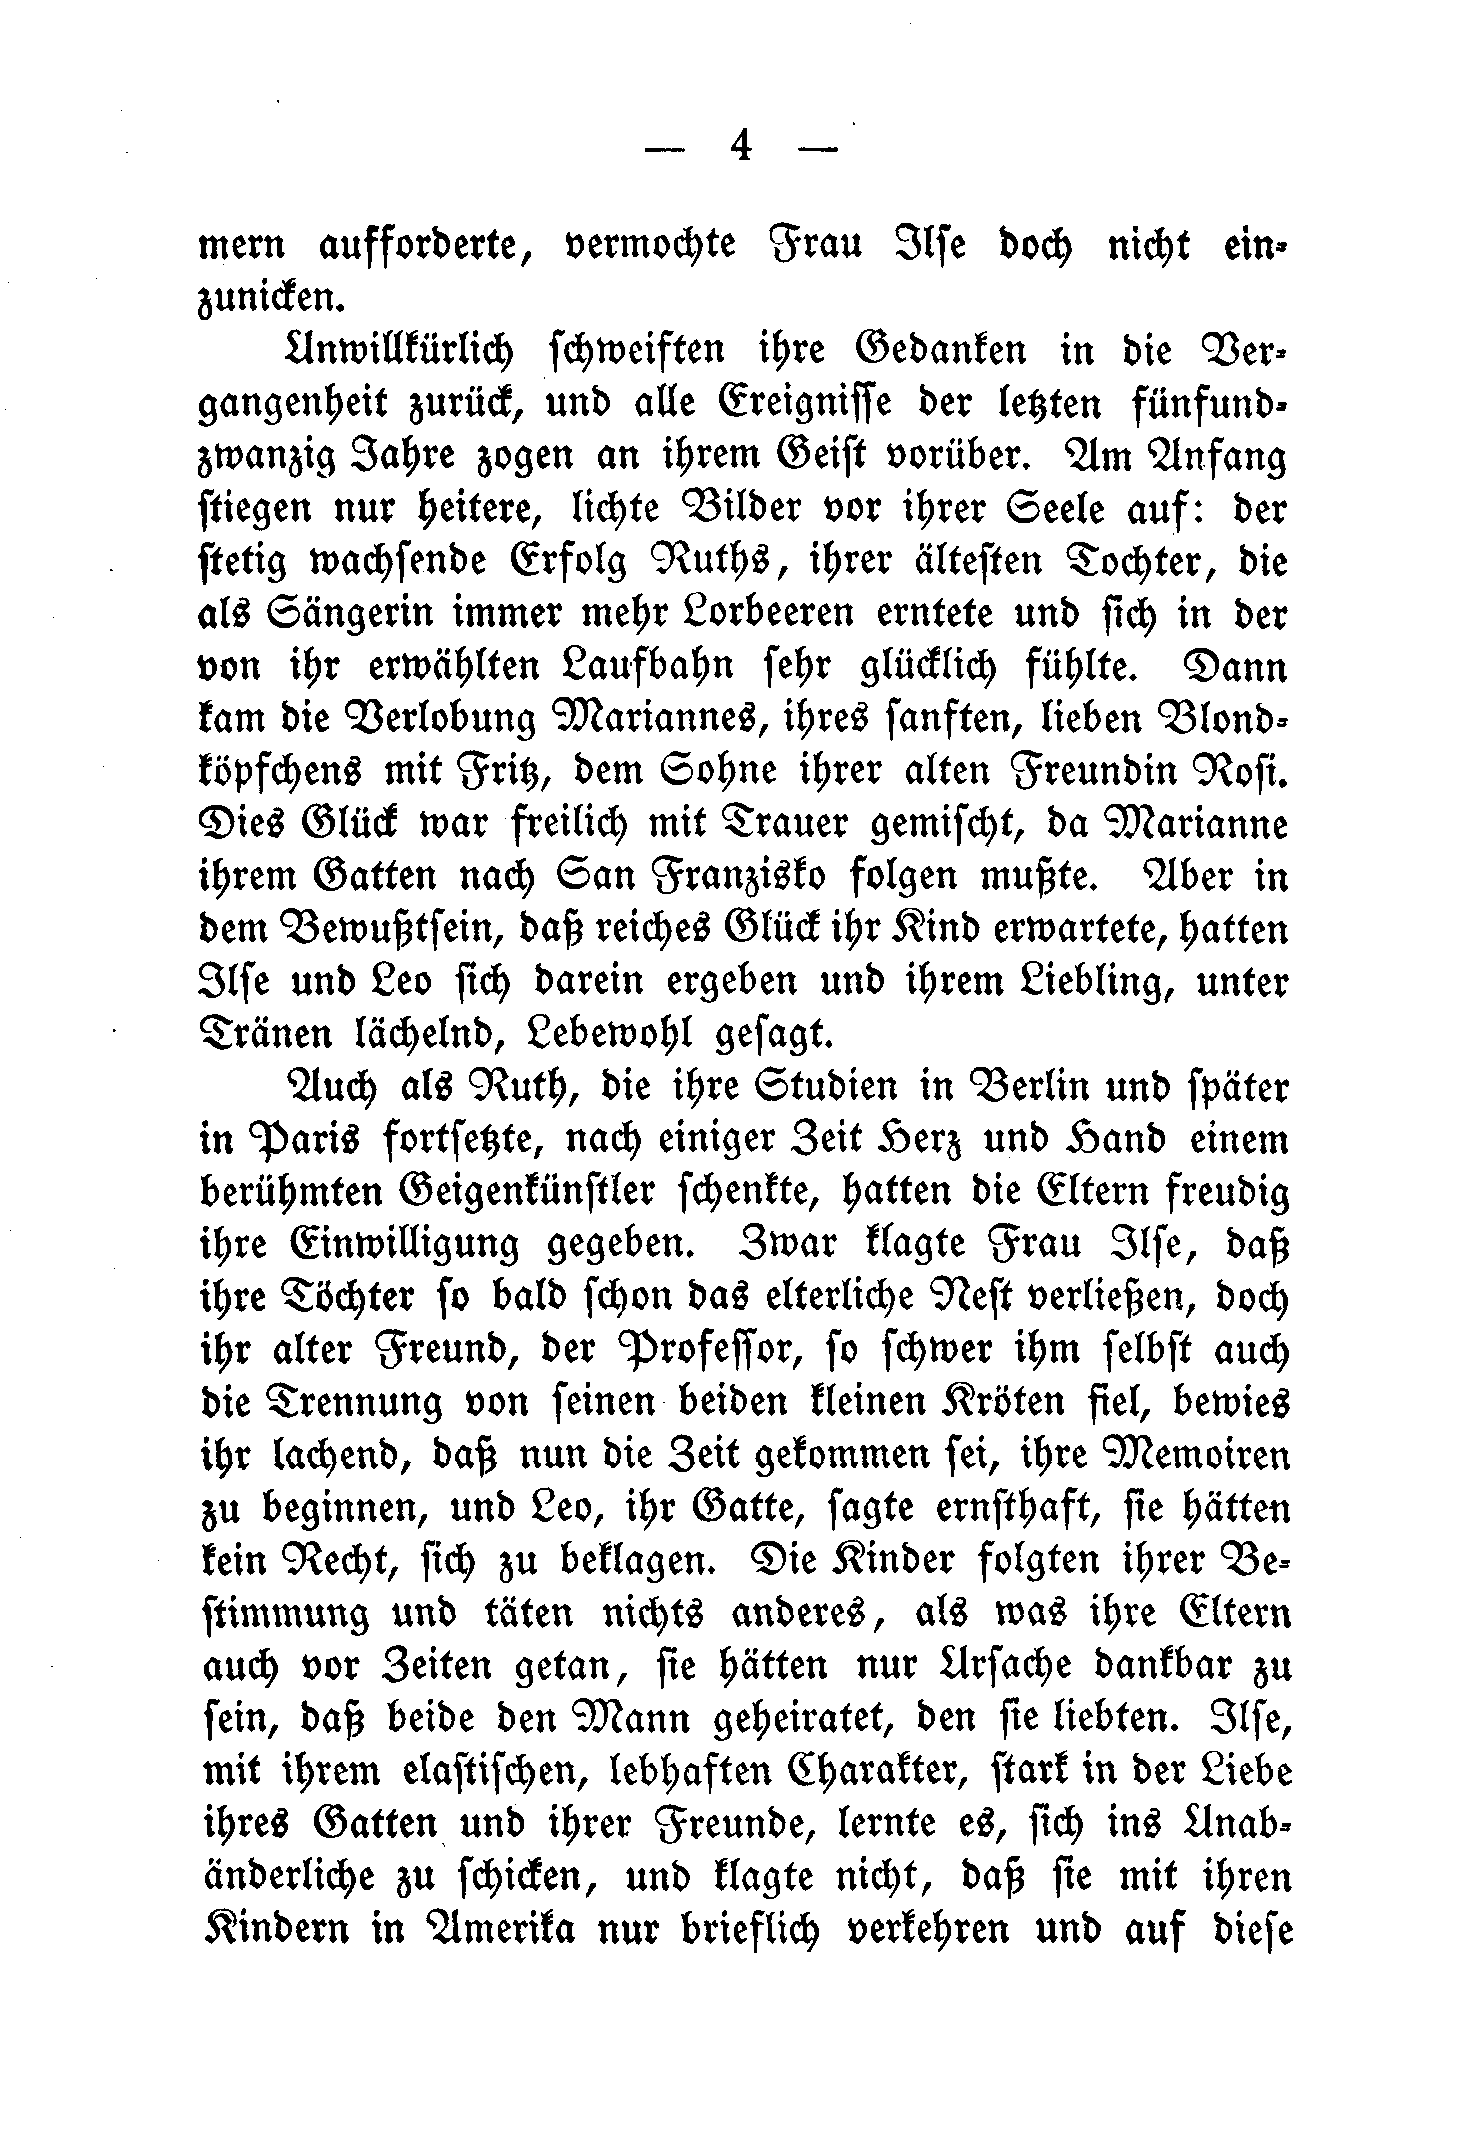 — 4 —
mern aufforderte, vermochte Frau Ilse doch nicht ein-
zunicken.
Unwillkürlich schweiften ihre Gedanken in die Ver-
gangenheit zurück, und alle Ereignisse der letzten fünfund-
zwanzig Jahre zogen an ihrem Geist vorüber. Am Anfang
stiegen nur heitere, lichte Bilder vor ihrer Seele auf: der
stetig wachsende Erfolg Ruths, ihrer ältesten Tochter, die
als Sängerin immer mehr Lorbeeren erntete und sich in der
von ihr erwählten Laufbahn sehr glücklich fühlte. Dann
kam die Verlobung Mariannes, ihres sanften, lieben Blond-
köpfchens mit Fritz, dem Sohne ihrer alten Freundin Rosi.
Dies Glück war freilich mit Trauer gemischt, da Marianne
ihrem Gatten nach San Franzisko folgen mußte. Aber in
dem Bewußtsein, daß reiches Glück ihr Kind erwartete, hatten
Ilse und Leo sich darein ergeben und ihrem Liebling, unter
Tränen lächelnd, Lebewohl gesagt.
Auch als Ruth, die ihre Studien in Berlin und später
in Paris fortsetzte, nach einiger Zeit Herz und Hand einem
berühmten Geigenkünstler schenkte, hatten die Eltern freudig
ihre Einwilligung gegeben. Zwar klagte Frau Ilse, daß
ihre Töchter so bald schon das elterliche Nest verließen, doch
ihr alter Freund, der Professor, so schwer ihm selbst auch
die Trennung von seinen beiden kleinen Kröten fiel, bewies
ihr lachend, daß nun die Zeit gekommen sei, ihre Memoiren
zu beginnen, und Leo, ihr Gatte, sagte ernsthaft, sie hätten
kein Recht, sich zu beklagen. Die Kinder folgten ihrer Be-
stimmung und täten nichts anderes, als was ihre Eltern
auch vor Zeiten getan, sie hätten nur Ursache dankbar zu
sein, daß beide den Mann geheiratet, den sie liebten. Ilse,
mit ihrem elastischen, lebhaften Charakter, stark in der Liebe
ihres Gatten und ihrer Freunde, lernte es, sich ins Unab-
änderliche zu schicken, und klagte nicht, daß sie mit ihren
Kindern in Amerika nur brieflich verkehren und auf diese